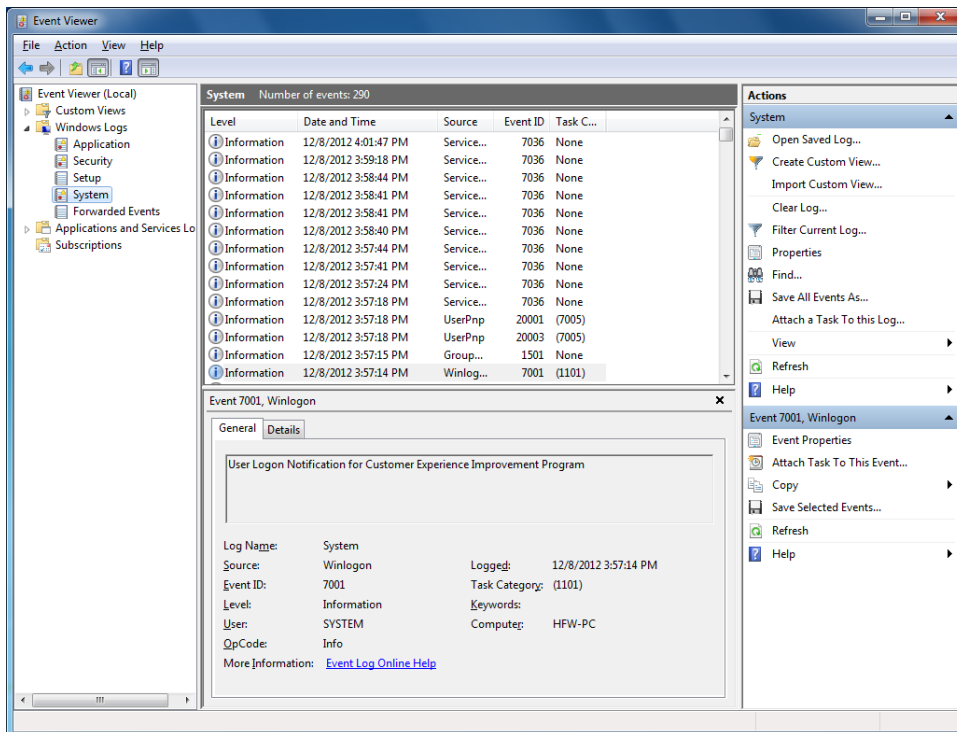 Event Viewer
File Action View Help
Event Viewer (Local)
Custom Views
Windows Logs
Application
Security
Setup
System
Forwarded Events
Applications and Services Lo
Subscriptions
System Number of events: 290
Level Date and Time Source Event ID Task C...
Information 12/8/2012 4:01:47 PM Service... 7036 None
Information 12/8/2012 3:59:18 PM Service... 7036 None
Information 12/8/2012 3:58:44 PM Service... 7036 None
Information 12/8/2012 3:58:41 PM Service... 7036 None
Information 12/8/2012 3:58:41 PM Service... 7036 None
Information 12/8/2012 3:58:40 PM Service... 7036 None
Information 12/8/2012 3:57:44 PM Service... 7036 None
Information 12/8/2012 3:57:41 PM Service... 7036 None
Information 12/8/2012 3:57:24 PM Service... 7036 None
Information 12/8/2012 3:57:18 PM Service... 7036 None
Information 12/8/2012 3:57:18 PM UserPnp 20001 (7005)
Information 12/8/2012 3:57:18 PM UserPnp 20003 (7005)
Information 12/8/2012 3:57:15 PM Group... 1501 None
Information 12/8/2012 3:57:14 PM Winlog... 7001 (1101)
Event 7001, Winlogon
General Details
User Logon Notification for Customer Experience Improvement Program
Log Name: System
Source: Winlogon Logged: 12/8/2012 3:57:14 PM
Event ID: 7001 Task Category: (1101)
Level: Information Keywords:
User: SYSTEM Computer: HFW-PC
OpCode: Info
More Information: Event Log Online Help
Actions
System
Open Saved Log...
Create Custom View...
Import Custom View...
Clear Log...
Filter Current Log...
Properties
Find...
Save All Events As...
Attach a Task To this Log...
View
Refresh
Help
Event 7001, Winlogon
Event Properties
Attach Task To This Event...
Copy
Save Selected Events...
Refresh
Help